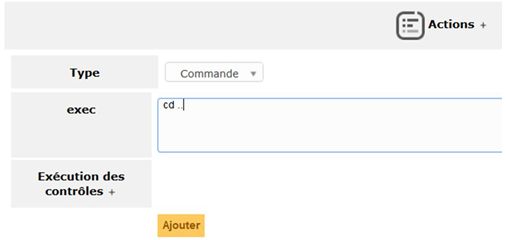 Actions +
Type
Commande ▼
exec
cd ..
Exécution des
contrôles +
Ajouter